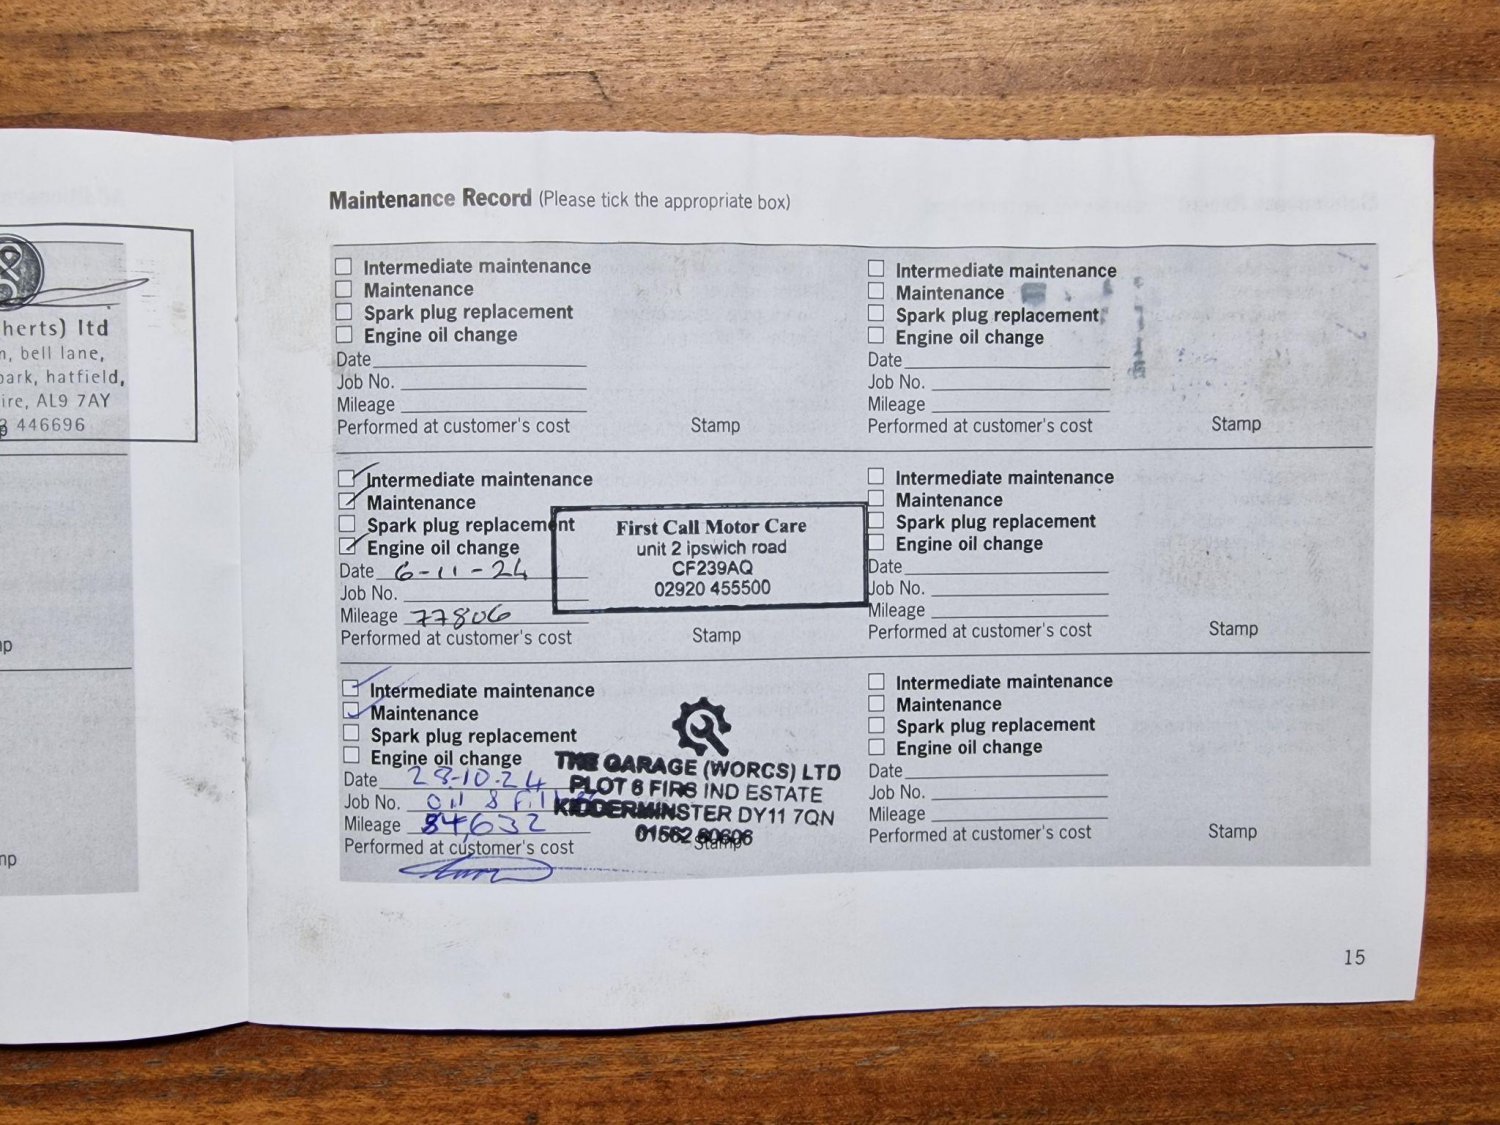 herts) ltd
bell lane,
park, hatfield,
ire, AL9 7AY
446696
Maintenance Record (Please tick the appropriate box)
Intermediate maintenance
Maintenance
Spark plug replacement
Engine oil change
Date
Job No.
Mileage
Performed at customer's cost Stamp
Intermediate maintenance
Maintenance
Spark plug replacement
Engine oil change
Date
Job No.
Mileage
Performed at customer's cost Stamp
Intermediate maintenance
Maintenance
Spark plug replacement
Engine oil change
Date 6-11-24
Job No.
Mileage 77806
Performed at customer's cost Stamp
First Call Motor Care
unit 2 ipswich road
CF239AQ
02920 455500
Intermediate maintenance
Maintenance
Spark plug replacement
Engine oil change
Date
Job No.
Mileage
Performed at customer's cost Stamp
Intermediate maintenance
Maintenance
Spark plug replacement
Engine oil change
Date 28-10-24
Job No. Oil & Filter
Mileage 84,632
Performed at customer's cost Stamp
THE GARAGE (WORCS) LTD
PLOT 6 FIRS IND ESTATE
KIDDERMINSTER DY11 7QN
01562
Intermediate maintenance
Maintenance
Spark plug replacement
Engine oil change
Date
Job No.
Mileage
Performed at customer's cost Stamp
15